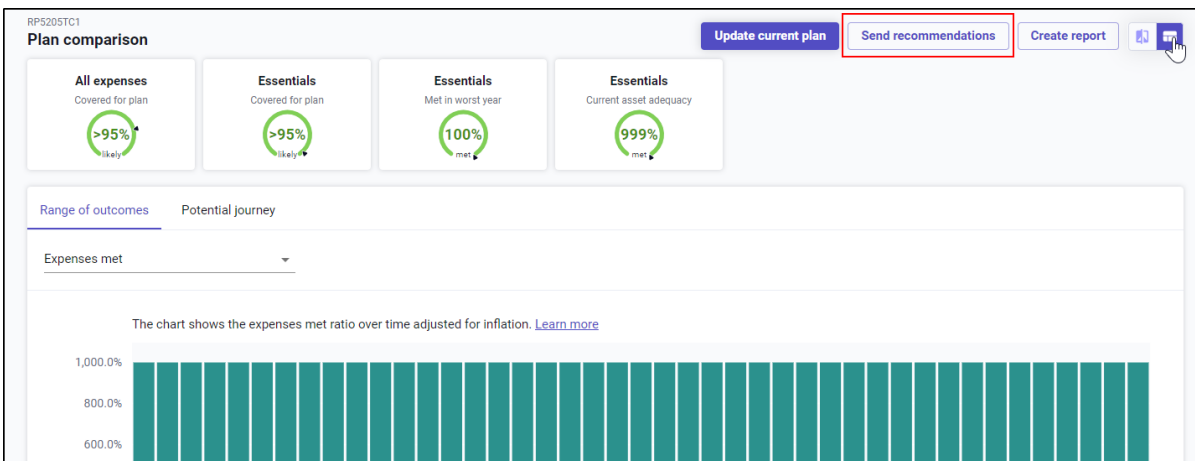 RP5205TC1
Plan comparison
Update current plan
Send recommendations
Create report
All expenses
Covered for plan
>95%
likely
Essentials
Covered for plan
>95%
likely
Essentials
Met in worst year
100%
met
Essentials
Current asset adequacy
999%
met
Range of outcomes
Potential journey
Expenses met
The chart shows the expenses met ratio over time adjusted for inflation. Learn more
1,000.0%
800.0%
600.0%